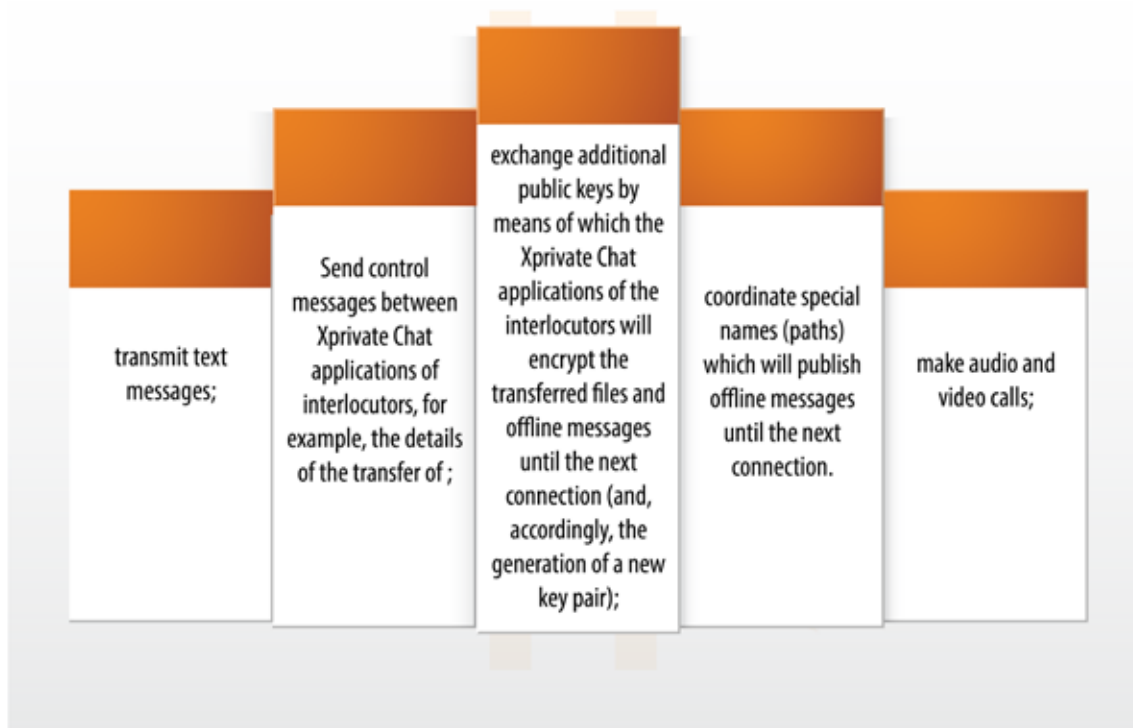 transmit text
messages;
Send control
messages between
Xprivate Chat
applications of
interlocutors, for
example, the details
of the transfer of ;
exchange additional
public keys by
means of which the
Xprivate Chat
applications of the
interlocutors will
encrypt the
transferred files and
offline messages
until the next
connection (and,
accordingly, the
generation of a new
key pair);
coordinate special
names (paths)
which will publish
offline messages
until the next
connection.
make audio and
video calls;